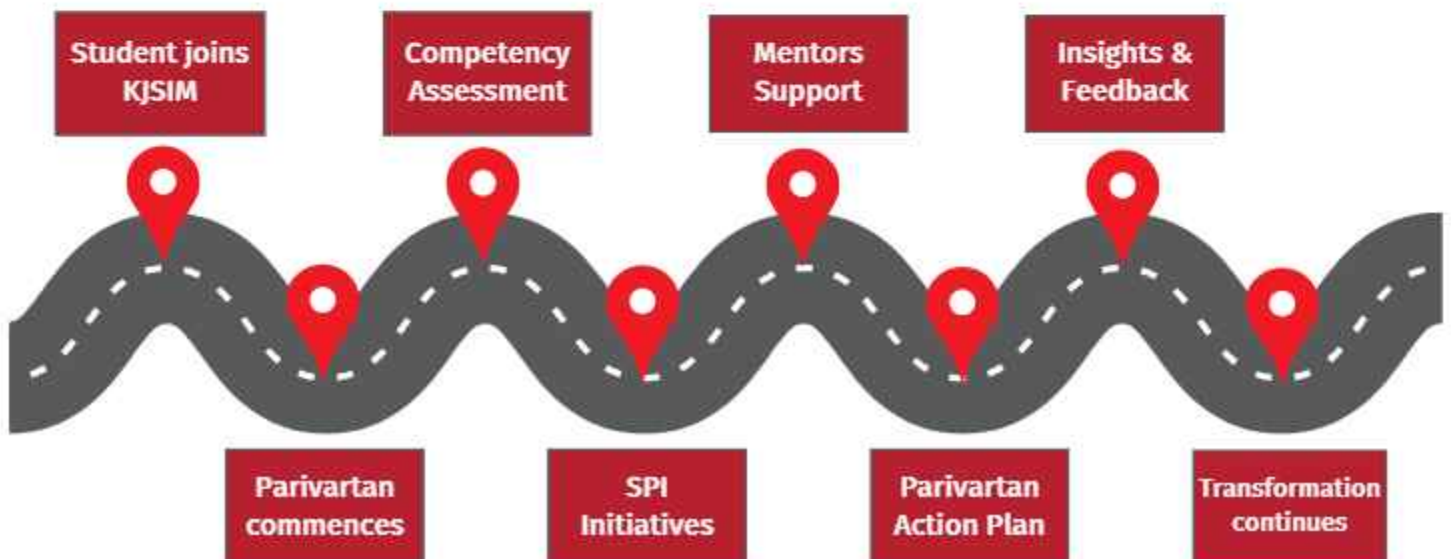 Student joins
KJSIM
Competency
Assessment
Mentors
Support
Insights &
Feedback
Parivartan
commences
SPI
Initiatives
Parivartan
Action Plan
Transformation
continues